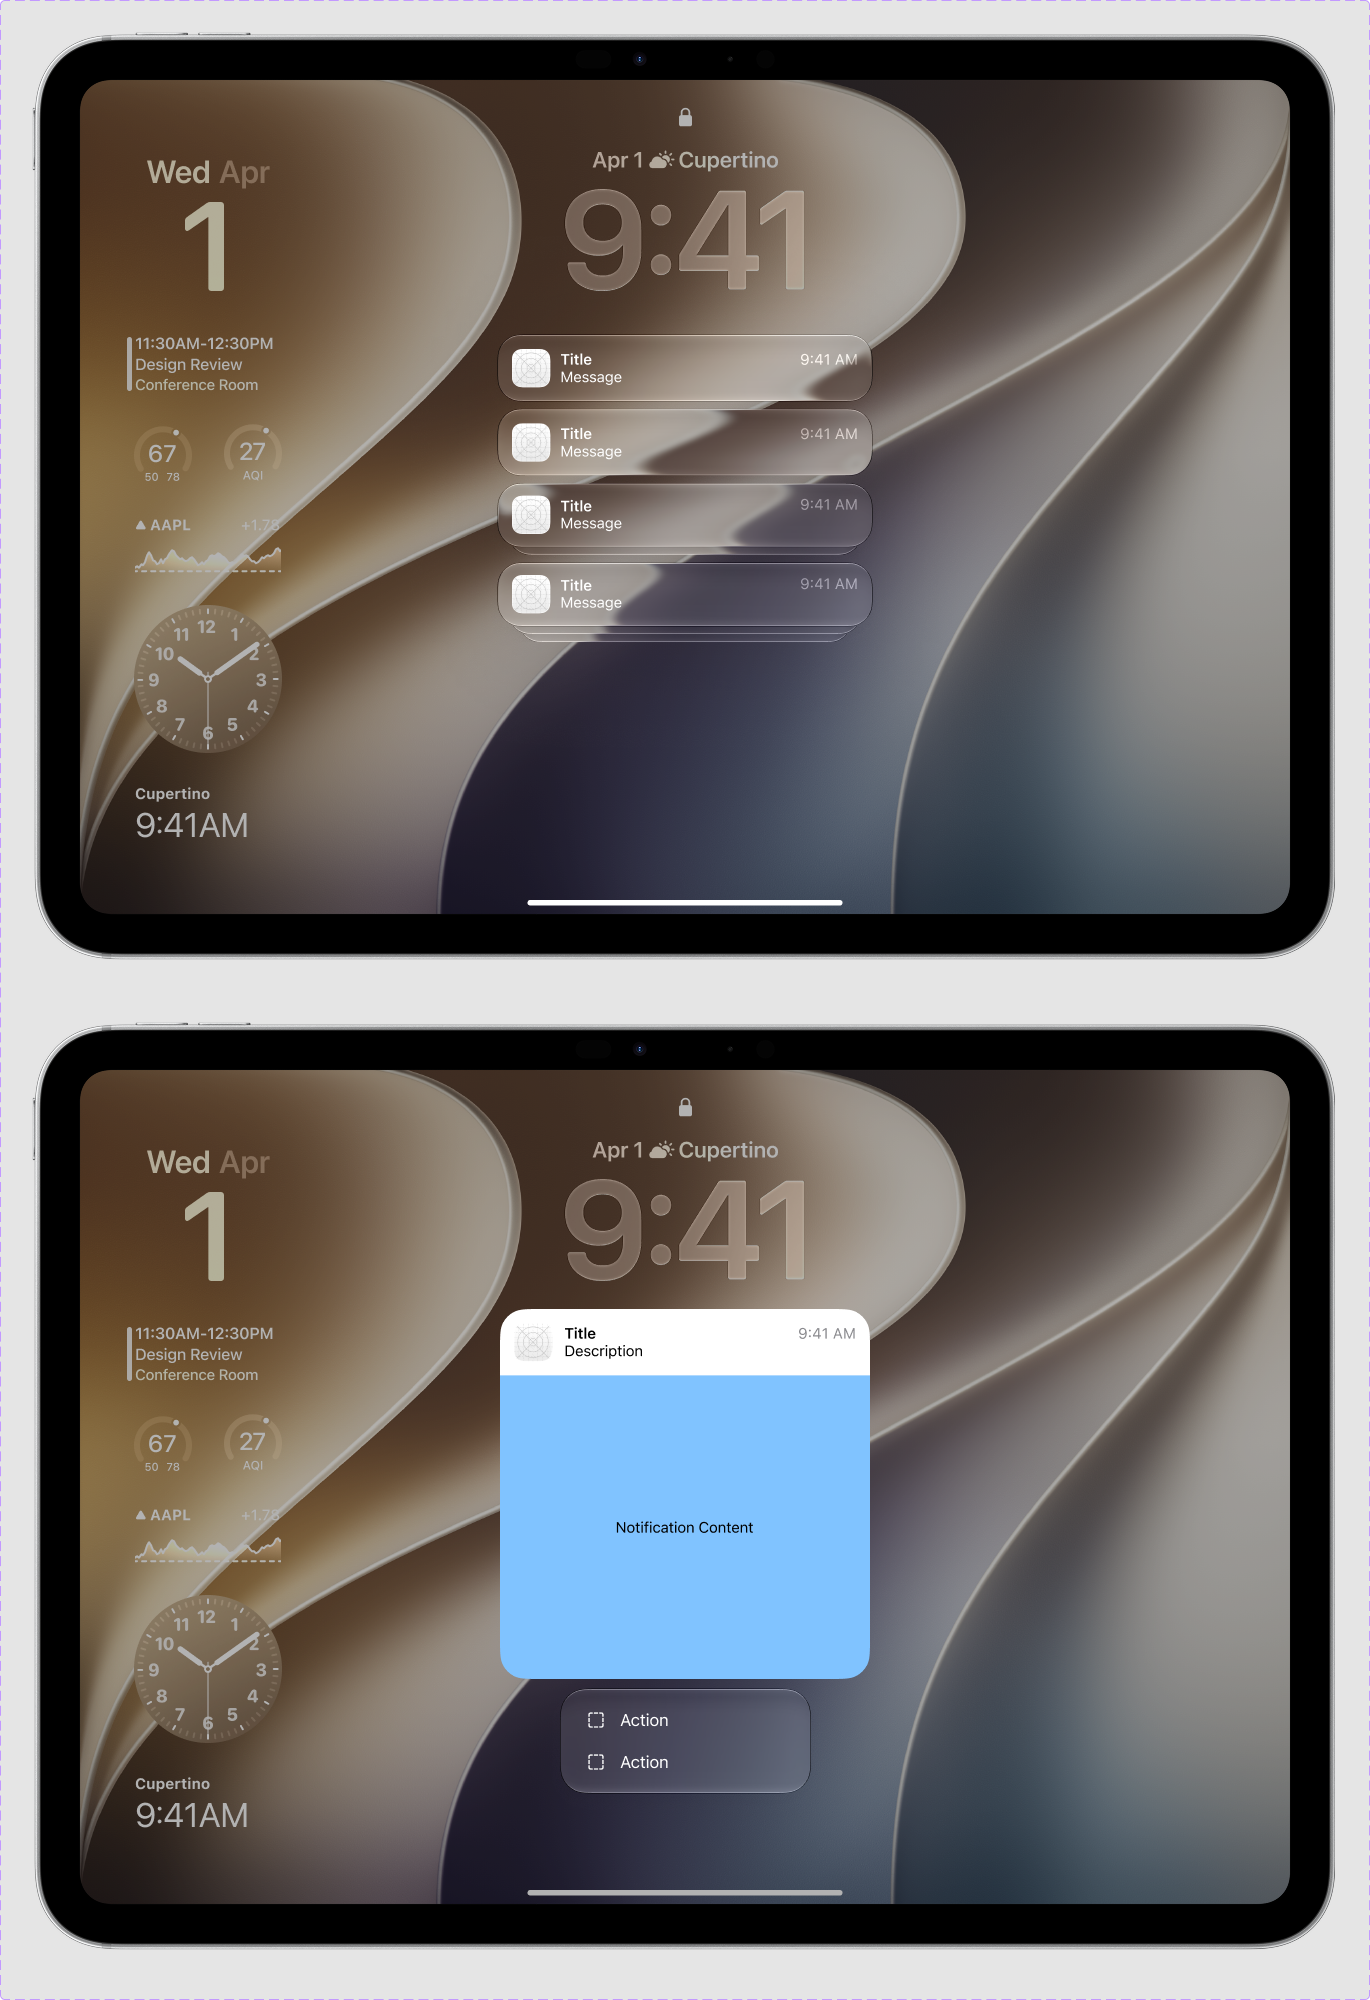 Wed Apr
1
11:30AM-12:30PM
Design Review
Conference Room
67
50 78
27
AQI
AAPL +1.78
12
1
2
3
4
5
6
7
8
9
10
11
Cupertino
9:41AM
Apr 1 Cupertino
9:41
Title 9:41 AM
Message
Title 9:41 AM
Message
Title 9:41 AM
Message
Title 9:41 AM
Message
Wed Apr
1
11:30AM-12:30PM
Design Review
Conference Room
67
50 78
27
AQI
AAPL +1.78
12
1
2
3
4
5
6
7
8
9
10
11
Cupertino
9:41AM
Apr 1 Cupertino
9:41
Title 9:41 AM
Description
Notification Content
Action
Action